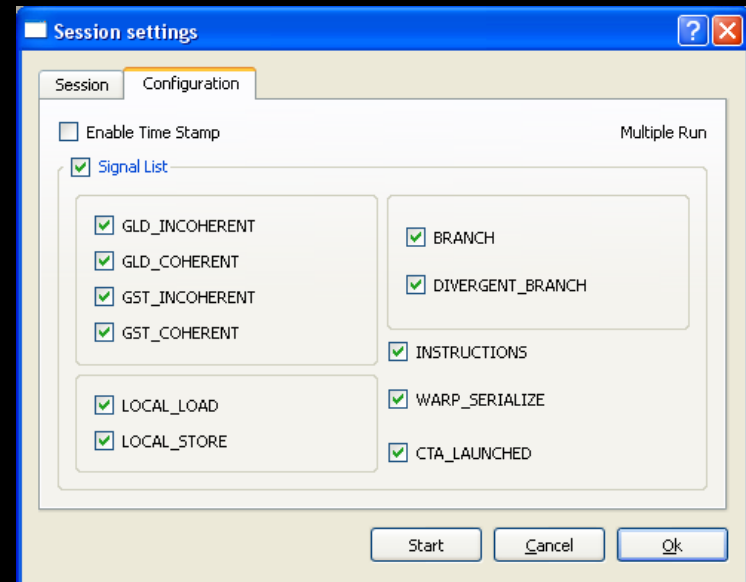 Session settings
Session
Configuration
Enable Time Stamp
Multiple Run
Signal List
GLD_INCOHERENT
GLD_COHERENT
GST_INCOHERENT
GST_COHERENT
LOCAL_LOAD
LOCAL_STORE
BRANCH
DIVERGENT_BRANCH
INSTRUCTIONS
WARP_SERIALIZE
CTA_LAUNCHED
Start
Cancel
Ok